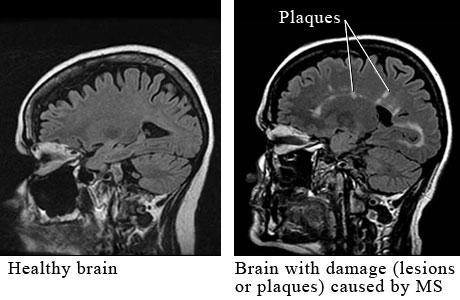 Plaques
Healthy brain
Brain with damage (lesions
or plaques) caused by MS